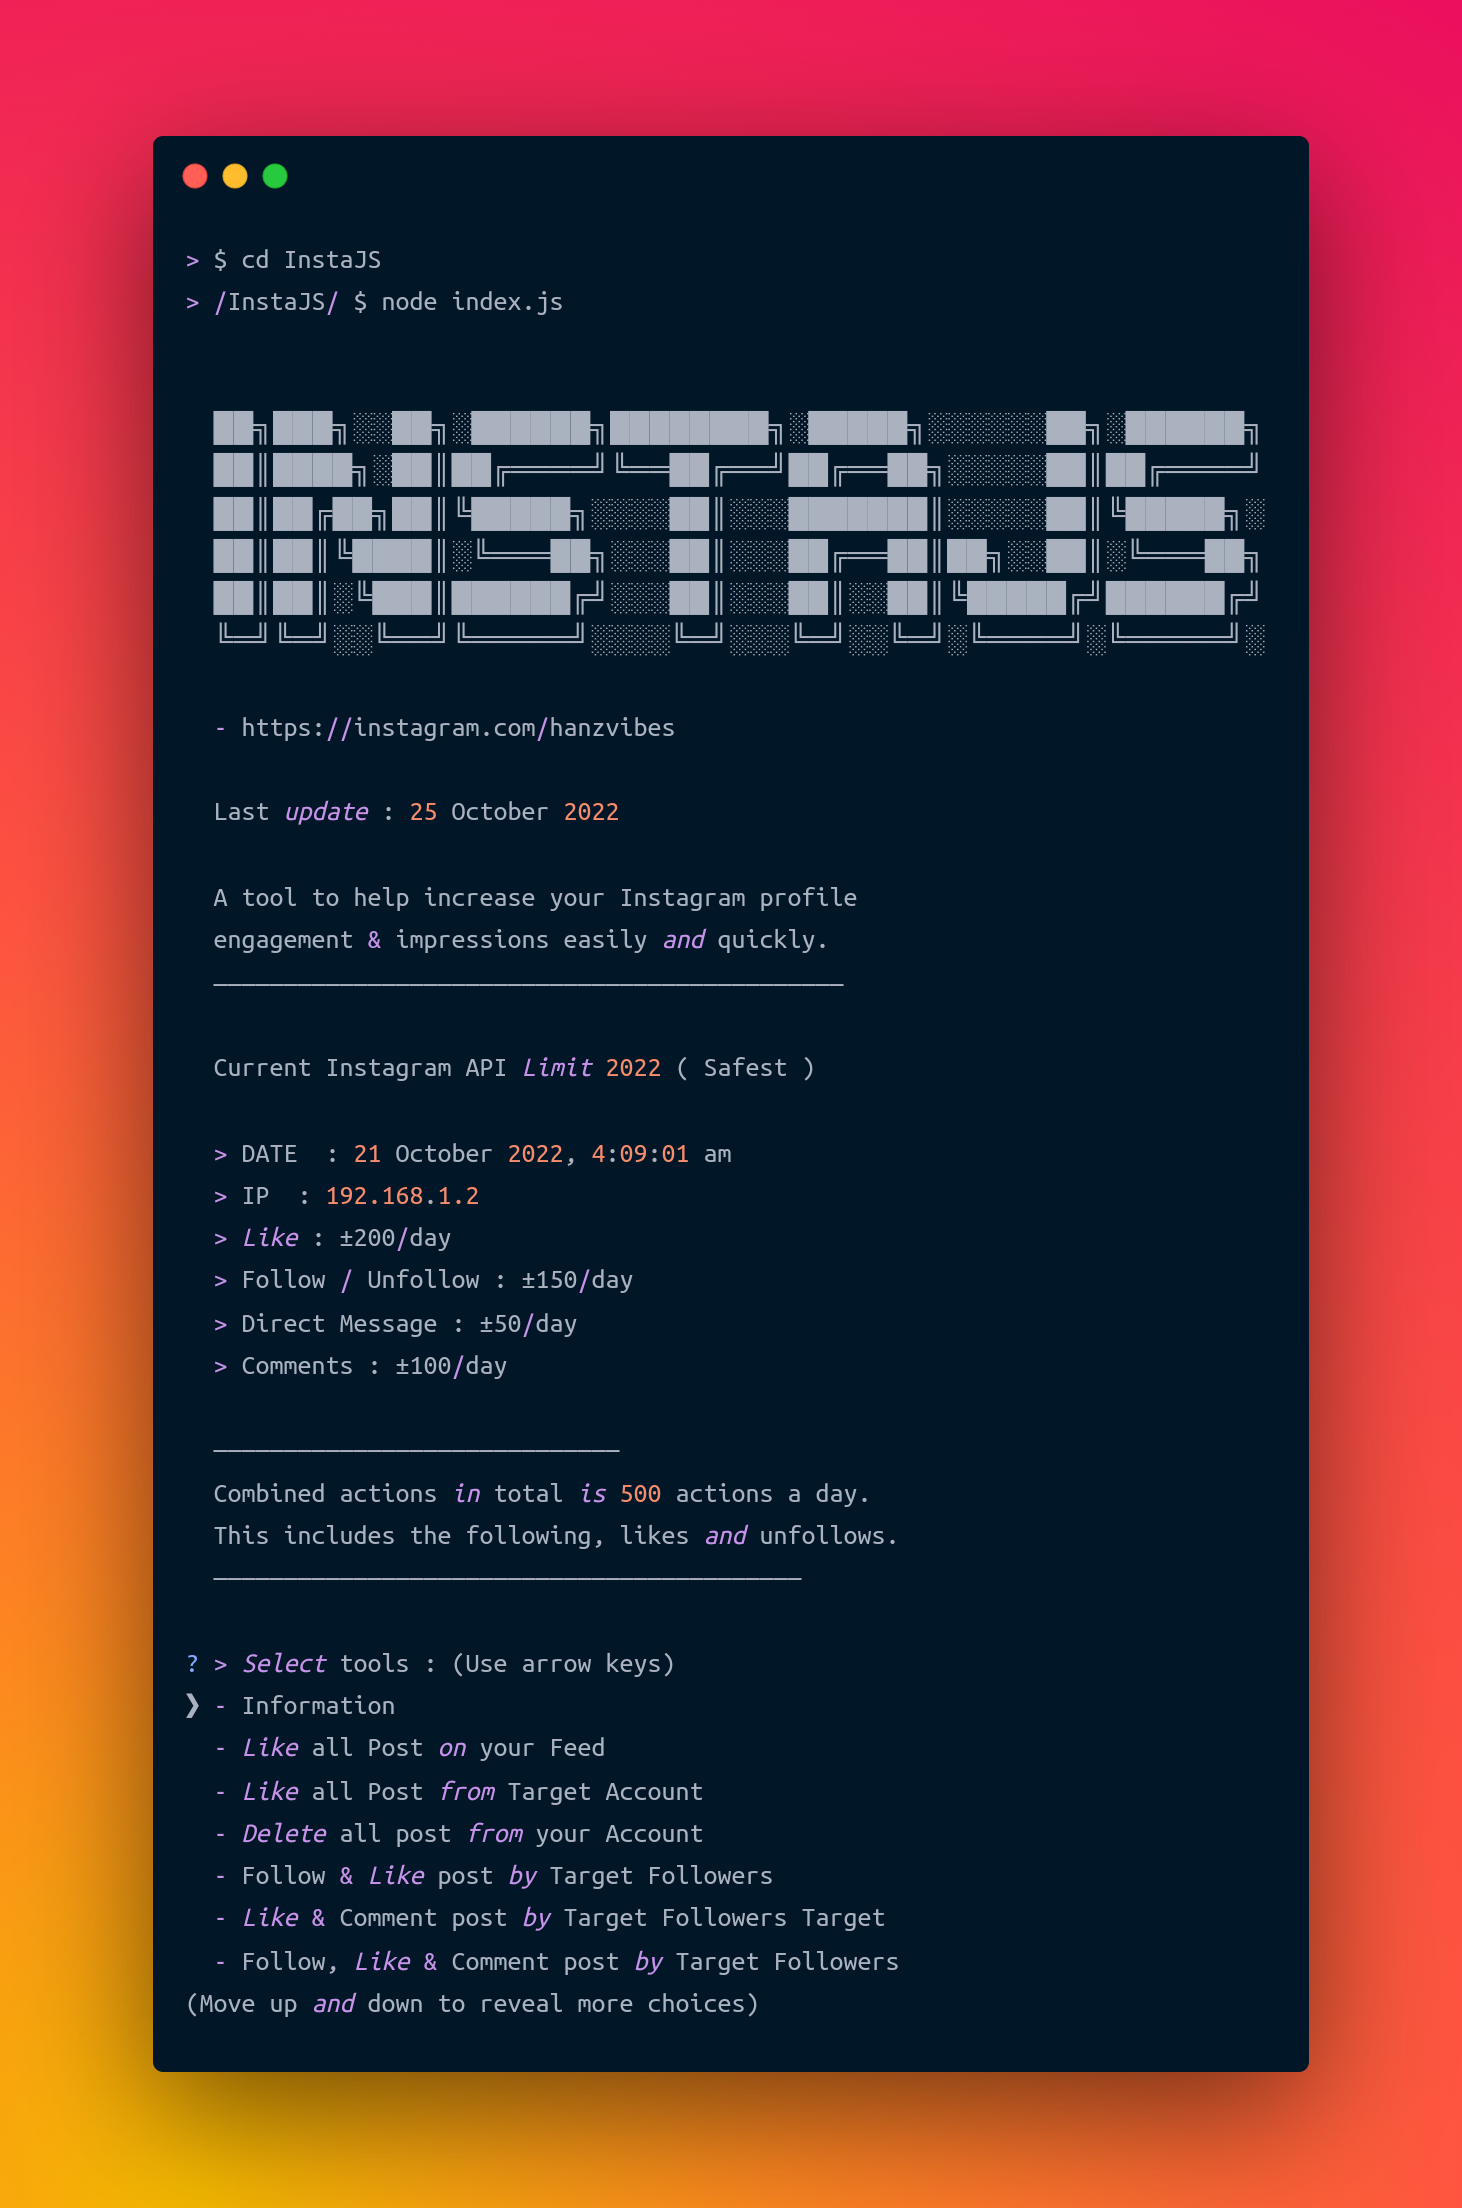 > $ cd InstaJS
> /InstaJS/ $ node index.js
INSTAJS
- https://instagram.com/hanzvibes
Last update : 25 October 2022
A tool to help increase your Instagram profile
engagement & impressions easily and quickly.
Current Instagram API Limit 2022 ( Safest )
> DATE  : 21 October 2022, 4:09:01 am
> IP  : 192.168.1.2
> Like : ±200/day
> Follow / Unfollow : ±150/day
> Direct Message : ±50/day
> Comments : ±100/day
Combined actions in total is 500 actions a day.
This includes the following, likes and unfollows.
? > Select tools : (Use arrow keys)
❯ - Information
- Like all Post on your Feed
- Like all Post from Target Account
- Delete all post from your Account
- Follow & Like post by Target Followers
- Like & Comment post by Target Followers Target
- Follow, Like & Comment post by Target Followers
(Move up and down to reveal more choices)